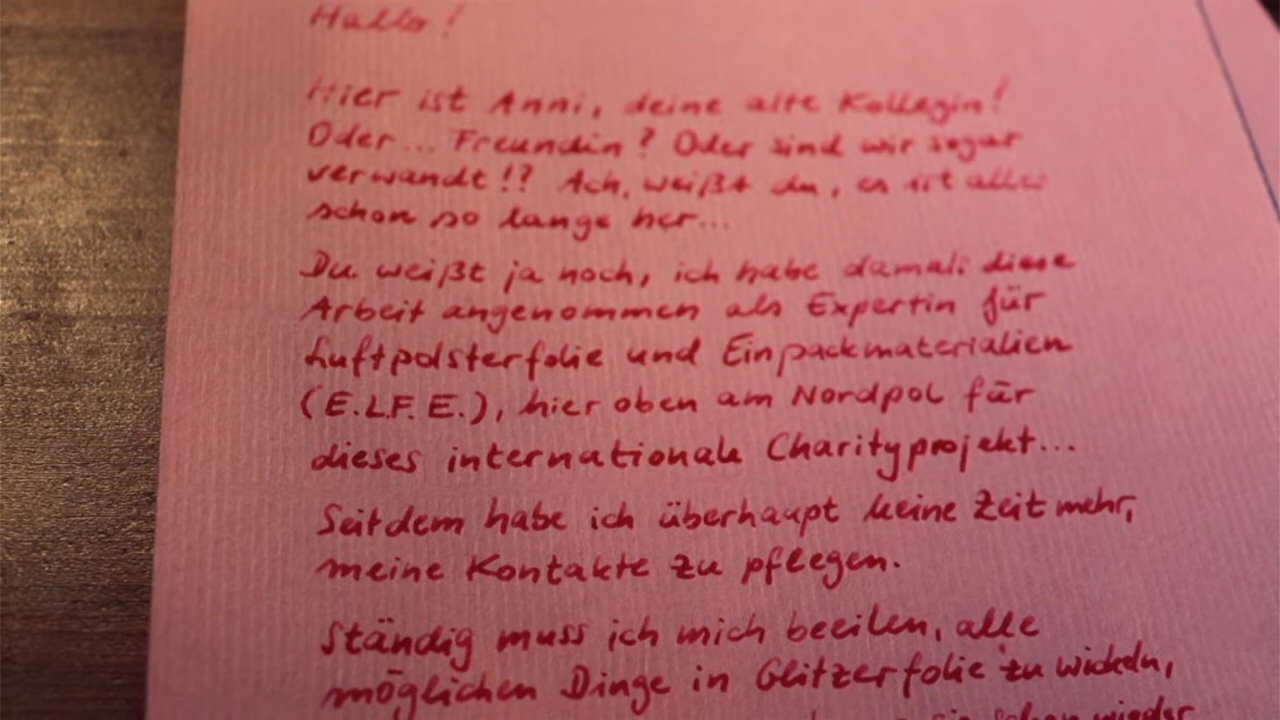 Hallo!
Hier ist Anni, deine alte Kollegin!
Oder... Freundin? Oder sind wir sogar
verwandt!? Ach, weißt du, es ist alles
schon so lange her...
Du weißt ja noch, ich habe damals diese
Arbeit angenommen als Expertin für
Luftpolsterfolie und Einpackmaterialien
(E.L.F.E.), hier oben am Nordpol für
dieses internationale Charityprojekt...
Seitdem habe ich überhaupt keine Zeit mehr,
meine Kontakte zu pflegen.
Ständig muss ich mich beeilen, alle
möglichen Dinge in Glitzerfolie zu wickeln,
sie schon wieder